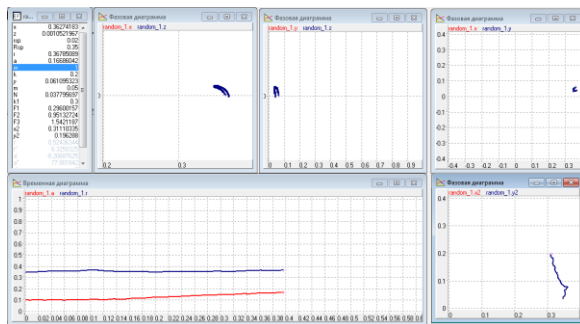 ra...
x 0.36274183
z 0.0010521967
rsp 0.02
Rsp 0.35
r 0.36785089
a 0.16686042
k 0.2
y 0.061095323
m 0.05
N 0.037795697
k1 0.3
F1 0.29600157
F2 0.95132724
F3 1.5421107
x2 0.31110335
y2 0.196288
Фазовая диаграмма
random_1.x random_1.z
0.2 0.3
Фазовая диаграмма
random_1.y random_1.z
0 0.1 0.2 0.3 0.4 0.5 0.6 0.7 0.8 0.9
Фазовая диаграмма
random_1.x random_1.y
0.4
0.3
0.2
0.1
0
-0.1
-0.2
-0.3
-0.4
-0.4 -0.3 -0.2 -0.1 0 0.1 0.2 0.3
Временная диаграмма
random_1.a random_1.r
1
0.9
0.8
0.7
0.6
0.5
0.4
0.3
0.2
0.1
0
0 0.02 0.04 0.06 0.08 0.1 0.12 0.14 0.16 0.18 0.2 0.22 0.24 0.26 0.28 0.3 0.32 0.34 0.36 0.38 0.4 0.42 0.44 0.46 0.48 0.5 0.52 0.54 0.56 0.58
Фазовая диаграмма
random_1.x2 random_1.y2
0.4
0.3
0.2
0.1
0
0 0.1 0.2 0.3